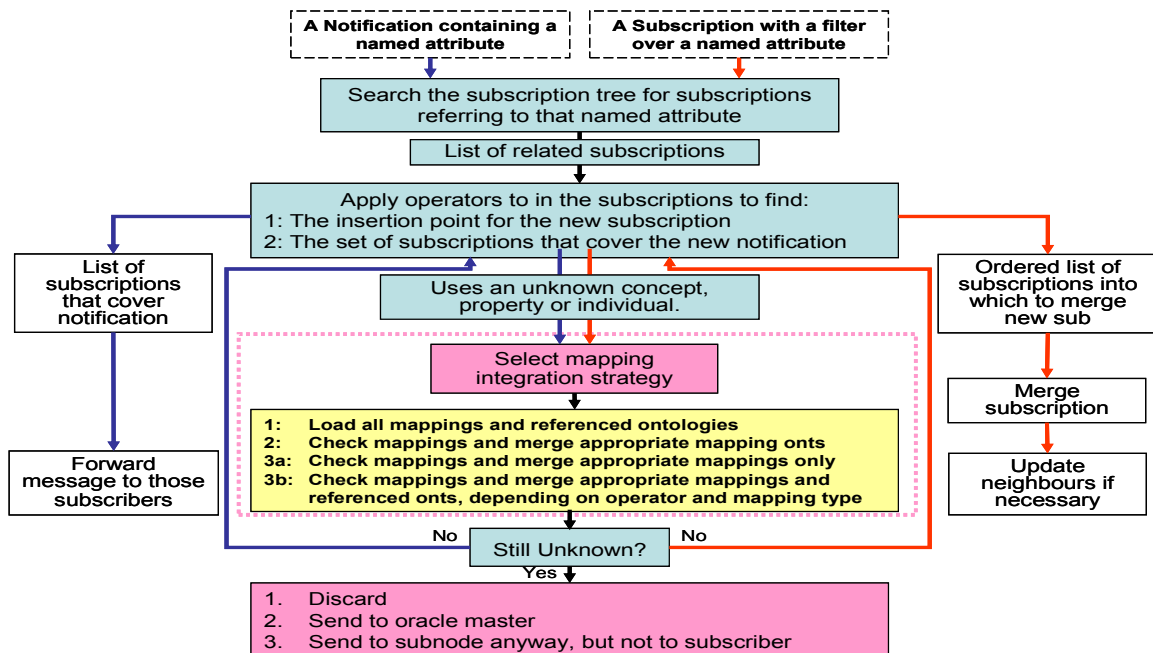 A Notification containing a
named attribute
A Subscription with a filter
over a named attribute
Search the subscription tree for subscriptions
referring to that named attribute
List of related subscriptions
Apply operators to in the subscriptions to find:
1: The insertion point for the new subscription
2: The set of subscriptions that cover the new notification
List of
subscriptions
that cover
notification
Uses an unknown concept,
property or individual.
Ordered list of
subscriptions into
which to merge
new sub
Select mapping
integration strategy
Merge
subscription
1: Load all mappings and referenced ontologies
2: Check mappings and merge appropriate mapping onts
3a: Check mappings and merge appropriate mappings only
3b: Check mappings and merge appropriate mappings and
referenced onts, depending on operator and mapping type
Forward
message to those
subscribers
Update
neighbours if
necessary
No
Still Unknown?
No
Yes
1. Discard
2. Send to oracle master
3. Send to subnode anyway, but not to subscriber